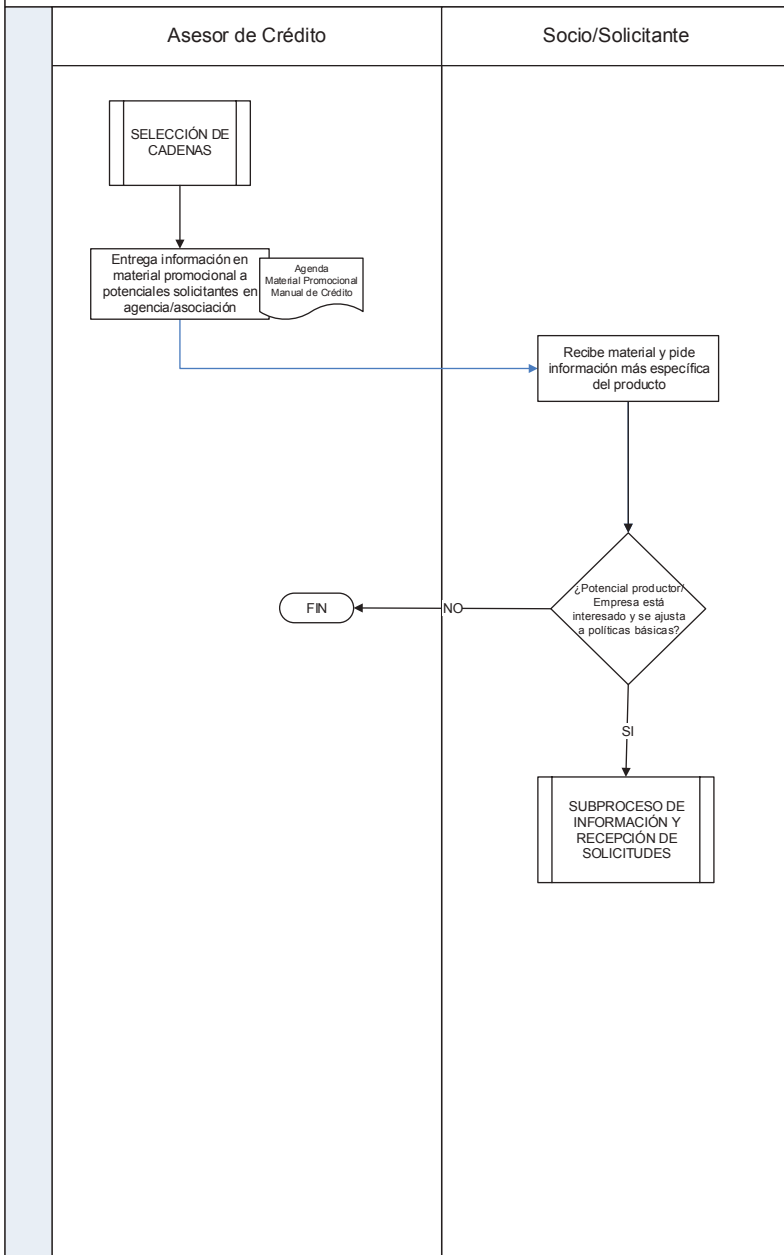 Asesor de Crédito
Socio/Solicitante
SELECCIÓN DE
CADENAS
Entrega información en
material promocional a
potenciales solicitantes en
agencia/asociación
Agenda
Material Promocional
Manual de Crédito
Recibe material y pide
información más específica
del producto
¿Potencial productor/
Empresa está
interesado y se ajusta
a políticas básicas?
NO
FIN
SI
SUBPROCESO DE
INFORMACIÓN Y
RECEPCIÓN DE
SOLICITUDES